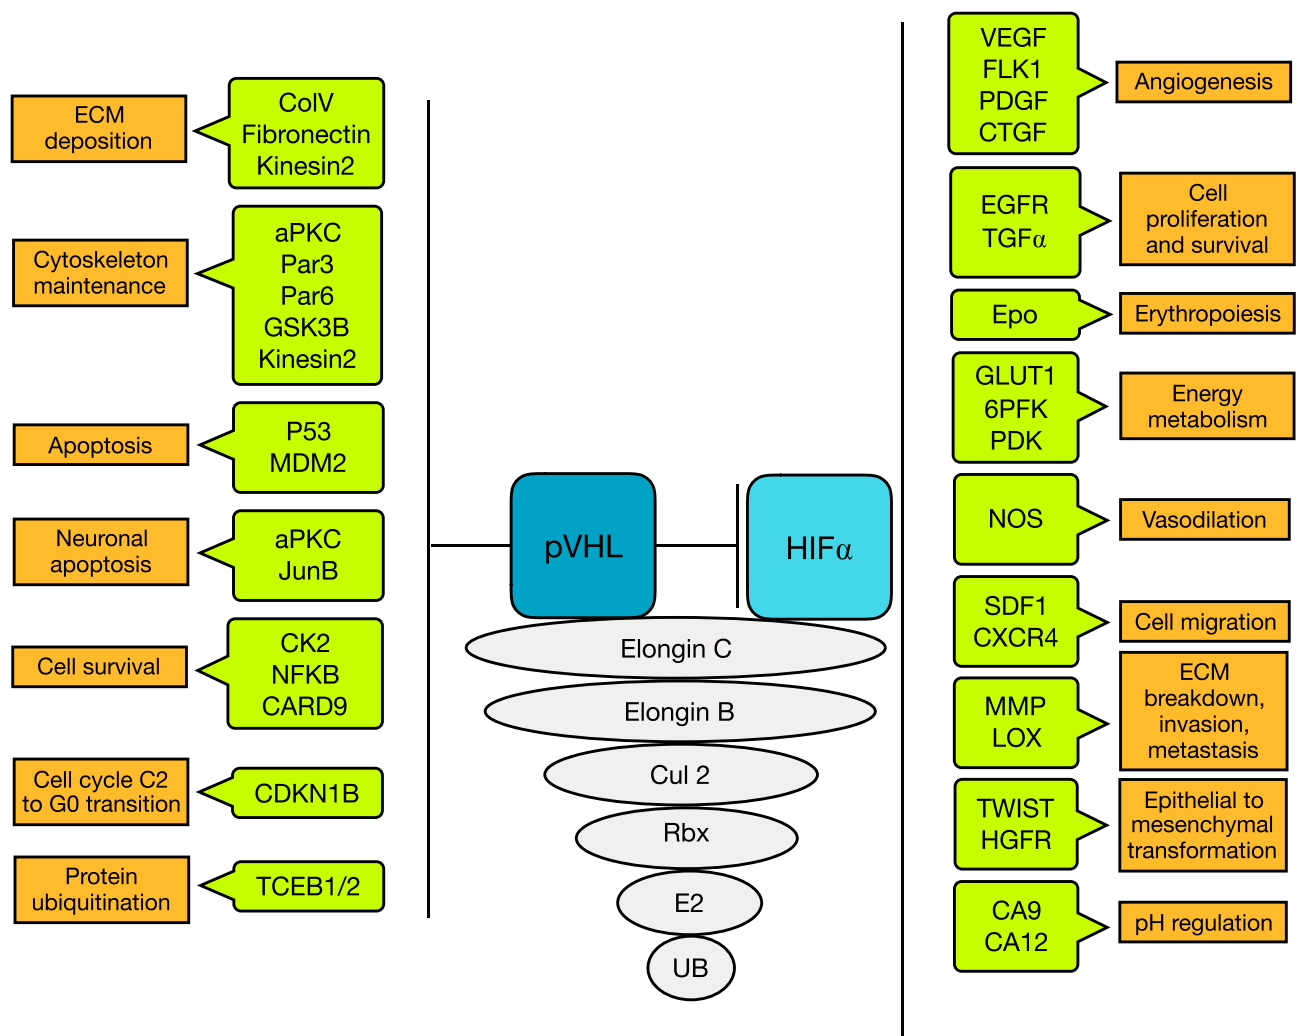 ECM
deposition
ColV
Fibronectin
Kinesin2
Cytoskeleton
maintenance
aPKC
Par3
Par6
GSK3B
Kinesin2
Apoptosis
P53
MDM2
Neuronal
apoptosis
aPKC
JunB
Cell survival
CK2
NFKB
CARD9
Cell cycle C2
to G0 transition
CDKN1B
Protein
ubiquitination
TCEB1/2
pVHL
HIFα
Elongin C
Elongin B
Cul 2
Rbx
E2
UB
VEGF
FLK1
PDGF
CTGF
Angiogenesis
EGFR
TGFα
Cell
proliferation
and survival
Epo
Erythropoiesis
GLUT1
6PFK
PDK
Energy
metabolism
NOS
Vasodilation
SDF1
CXCR4
Cell migration
MMP
LOX
ECM
breakdown,
invasion,
metastasis
TWIST
HGFR
Epithelial to
mesenchymal
transformation
CA9
CA12
pH regulation